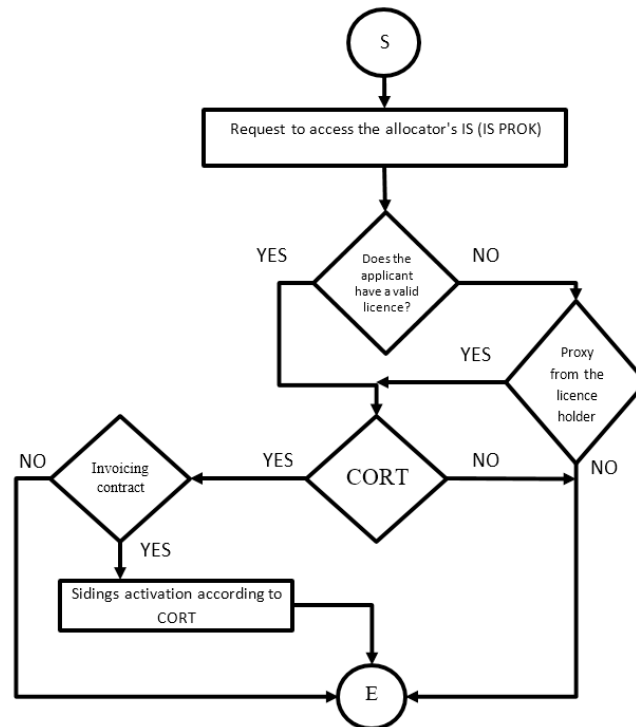 S
Request to access the allocator's IS (IS PROK)
YES
NO
Does the
applicant
have a valid
licence?
YES
Proxy
from the
licence
holder
NO
Invoicing
contract
YES
CORT
NO
NO
YES
Sidings activation according to
CORT
E